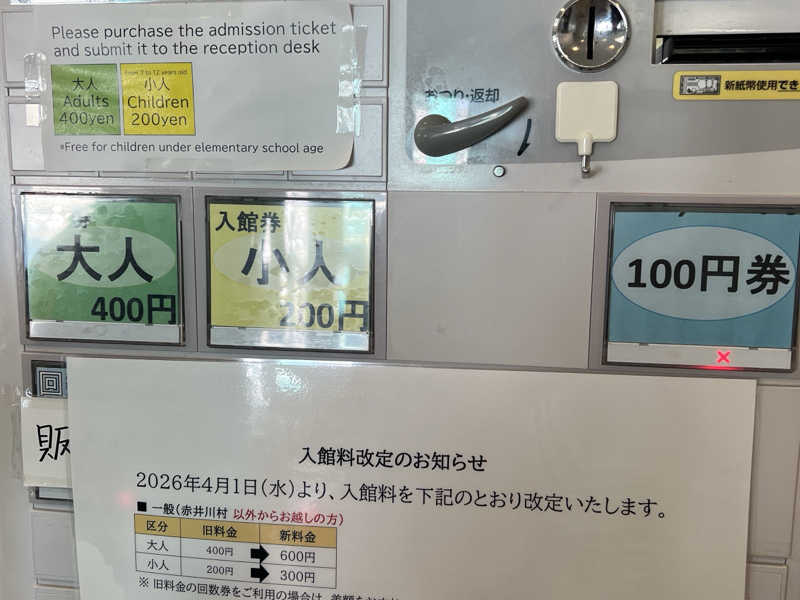 Please purchase the admission ticket
and submit it to the reception desk
大人
Adults
400yen
From 7 to 12 years old
小人
Children
200yen
*Free for children under elementary school age
おつり・返却
新紙幣使用でき
大人
400円
入館券
小人
200円
100円券
販
入館料改定のお知らせ
2026年4月1日(水)より、入館料を下記のとおり改定いたします。
■ 一般(赤井川村 以外からお越しの方)
区分 旧料金 新料金
大人 400円 600円
小人 200円 300円
※ 旧料金の回数券をご利用の場合は、差額をお